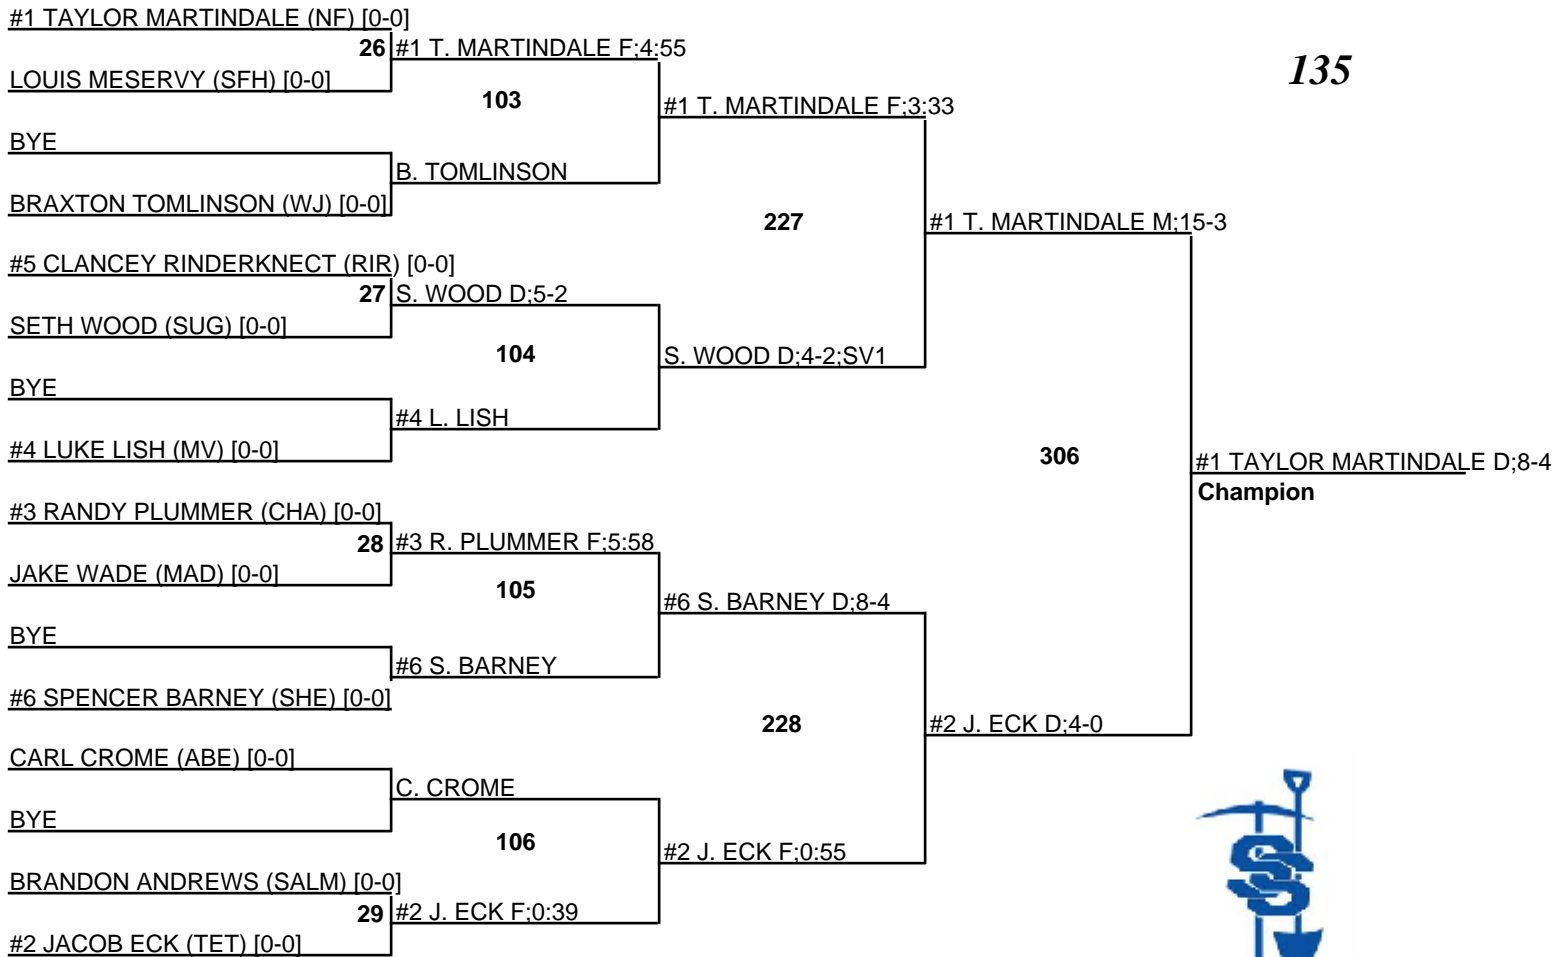 135
#1 TAYLOR MARTINDALE (NF) [0-0]
26 #1 T. MARTINDALE F;4:55
LOUIS MESERVY (SFH) [0-0]
103
#1 T. MARTINDALE F;3:33
BYE
B. TOMLINSON
BRAXTON TOMLINSON (WJ) [0-0]
227
#1 T. MARTINDALE M;15-3
#5 CLANCEY RINDERKNECT (RIR) [0-0]
27 S. WOOD D;5-2
SETH WOOD (SUG) [0-0]
104
S. WOOD D;4-2;SV1
BYE
#4 L. LISH
#4 LUKE LISH (MV) [0-0]
306
#1 TAYLOR MARTINDALE D;8-4
Champion
#3 RANDY PLUMMER (CHA) [0-0]
28 #3 R. PLUMMER F;5:58
JAKE WADE (MAD) [0-0]
105
#6 S. BARNEY D;8-4
BYE
#6 S. BARNEY
#6 SPENCER BARNEY (SHE) [0-0]
228
#2 J. ECK D;4-0
CARL CROME (ABE) [0-0]
C. CROME
BYE
106
#2 J. ECK F;0:55
BRANDON ANDREWS (SALM) [0-0]
29 #2 J. ECK F;0:39
#2 JACOB ECK (TET) [0-0]
SS